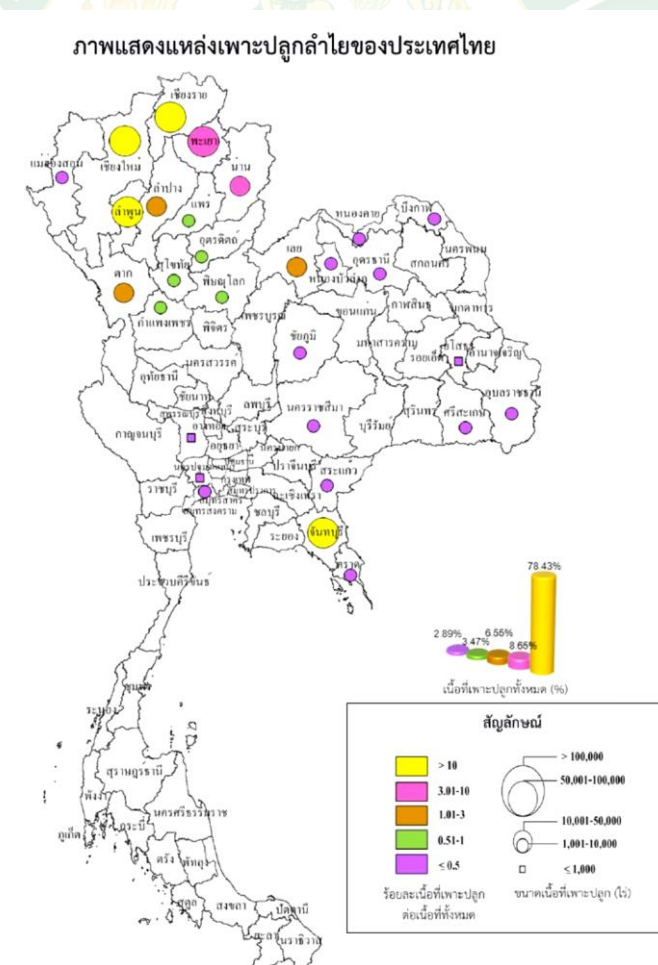 ภาพแสดงแหล่งเพาะปลูกลำไยของประเทศไทย
เชียงราย
พะเยา
แม่ฮ่องสอน
เชียงใหม่
น่าน
ลำปาง
ลำพูน
แพร่
อุตรดิตถ์
หนองคาย
บึงกาฬ
เลย
อุดรธานี
สกลนคร
นครพนม
หนองบัวลำภู
ตาก
สุโขทัย
พิษณุโลก
กำแพงเพชร
พิจิตร
เพชรบูรณ์
ขอนแก่น
กาฬสินธุ์
มุกดาหาร
ชัยภูมิ
มหาสารคาม
ร้อยเอ็ด
ยโสธร
อำนาจเจริญ
นครสวรรค์
อุทัยธานี
ชัยนาท
ลพบุรี
นครราชสีมา
บุรีรัมย์
สุรินทร์
ศรีสะเกษ
อุบลราชธานี
กาญจนบุรี
สระบุรี
อยุธยา
ปราจีนบุรี
สระแก้ว
ราชบุรี
ฉะเชิงเทรา
สมุทรสาคร
สมุทรสงคราม
ชลบุรี
เพชรบุรี
ระยอง
จันทบุรี
ตราด
ประจวบคีรีขันธ์
78.43%
2.89%
3.47%
6.55%
8.65%
เนื้อที่เพาะปลูกทั้งหมด (%)
ชุมพร
ระนอง
สุราษฎร์ธานี
พังงา
นครศรีธรรมราช
ภูเก็ต
กระบี่
ตรัง
พัทลุง
สตูล
สงขลา
ปัตตานี
ยะลา
นราธิวาส
สัญลักษณ์
> 10
3.01-10
1.01-3
0.51-1
≤ 0.5
> 100,000
50,001-100,000
10,001-50,000
1,001-10,000
≤ 1,000
ร้อยละเนื้อที่เพาะปลูก
ต่อเนื้อที่ทั้งหมด
ขนาดเนื้อที่เพาะปลูก (ไร่)